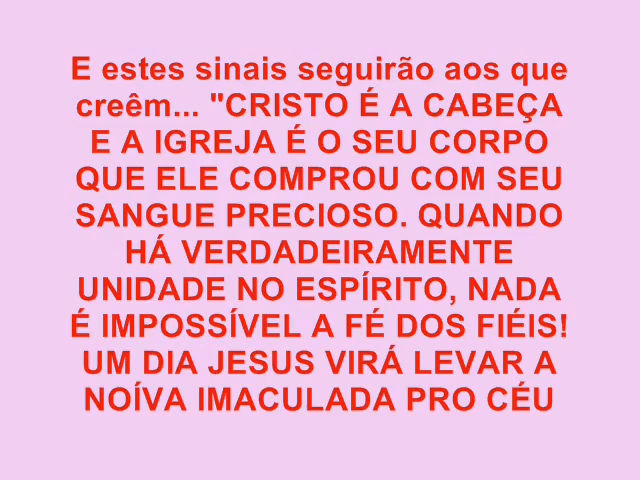 E estes sinais seguirão aos que
creêm... "CRISTO É A CABEÇA
E A IGREJA É O SEU CORPO
QUE ELE COMPROU COM SEU
SANGUE PRECIOSO. QUANDO
HÁ VERDADEIRAMENTE
UNIDADE NO ESPÍRITO, NADA
É IMPOSSÍVEL A FÉ DOS FIÉIS!
UM DIA JESUS VIRÁ LEVAR A
NOÍVA IMACULADA PRO CÉU